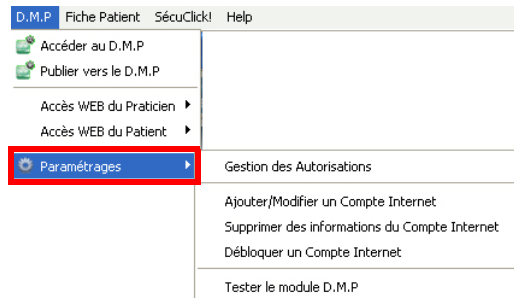 D.M.P Fiche Patient SécuClick! Help
Accéder au D.M.P
Publier vers le D.M.P
Accès WEB du Praticien
Accès WEB du Patient
Paramétrages
Gestion des Autorisations
Ajouter/Modifier un Compte Internet
Supprimer des informations du Compte Internet
Débloquer un Compte Internet
Tester le module D.M.P